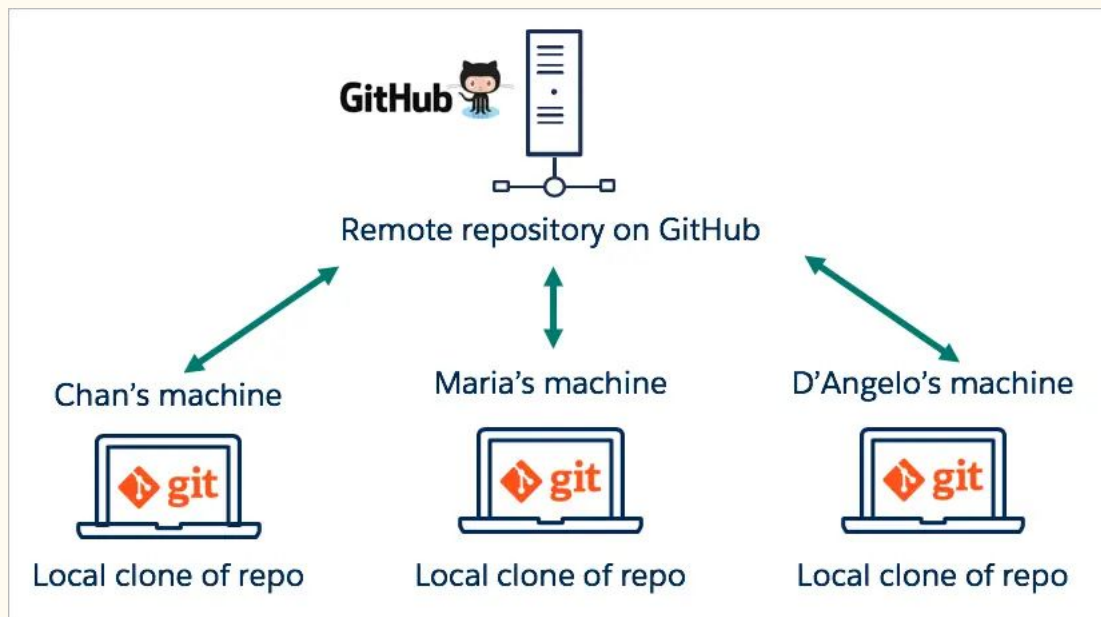 GitHub
Remote repository on GitHub
Chan's machine
Maria's machine
D'Angelo's machine
git
git
git
Local clone of repo
Local clone of repo
Local clone of repo